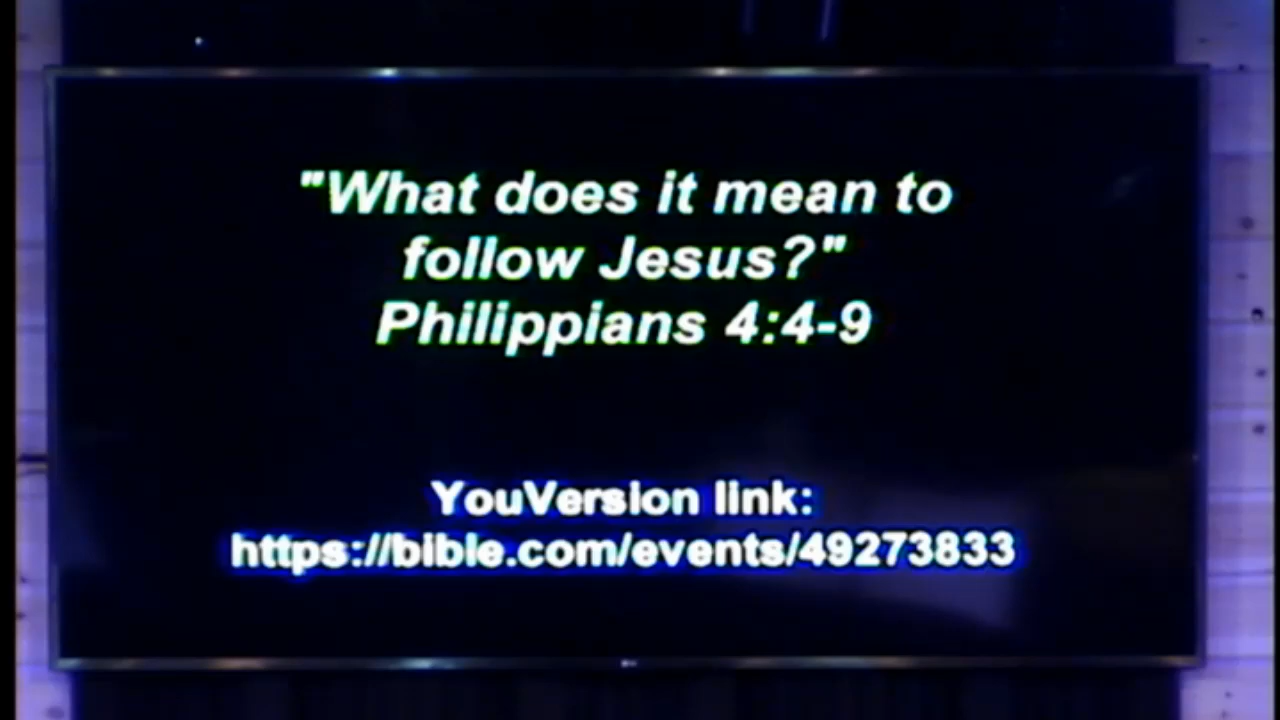 "What does it mean to
follow Jesus?"
Philippians 4:4-9
YouVersion link:
https://bible.com/events/49273833